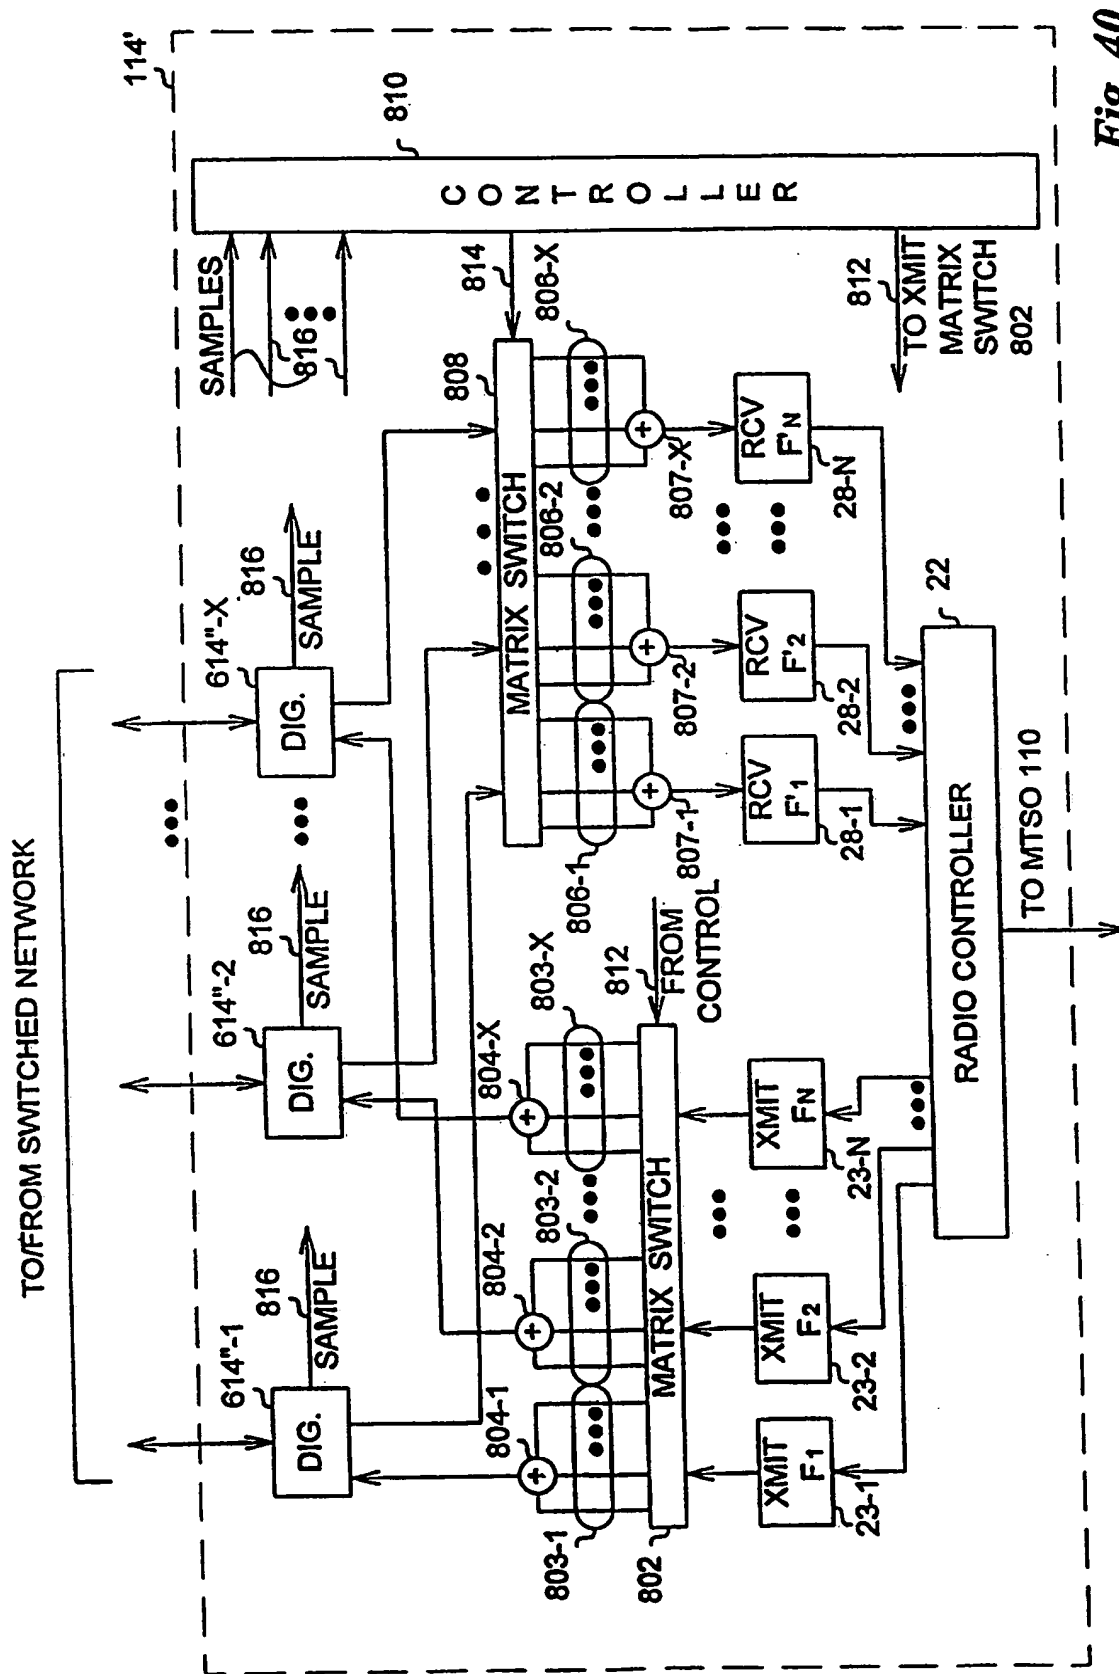 TO/FROM SWITCHED NETWORK
114'
614"-1
614"-2
614"-X
DIG.
DIG.
DIG.
816
816
816
SAMPLE
SAMPLE
SAMPLE
SAMPLES
816
810
CONTROLLER
814
808
MATRIX SWITCH
806-1
806-2
806-X
807-1
807-2
807-X
RCV F'1
RCV F'2
RCV F'N
28-1
28-2
28-N
812
TO XMIT
MATRIX
SWITCH
802
804-1
804-2
804-X
803-1
803-2
803-X
812
FROM
CONTROL
802
MATRIX SWITCH
XMIT F1
XMIT F2
XMIT FN
23-1
23-2
23-N
22
RADIO CONTROLLER
TO MTSO 110
Fig. 40